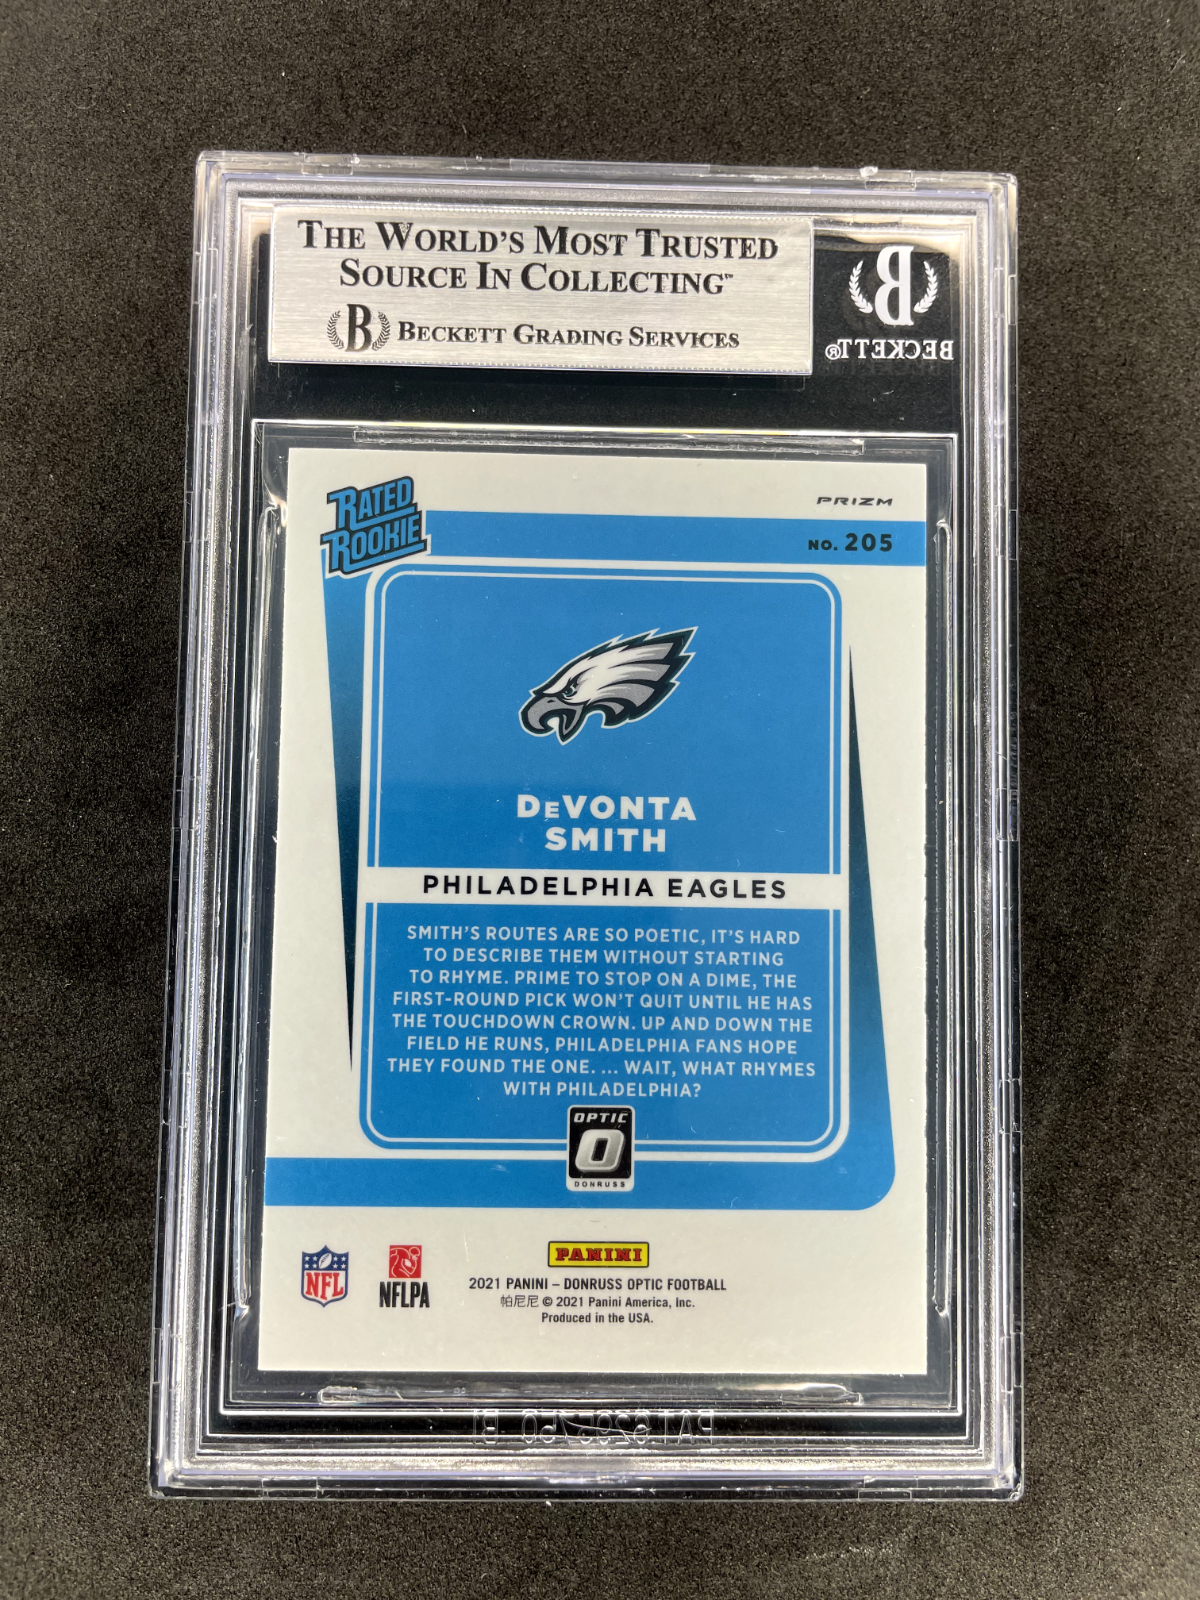 THE WORLD'S MOST TRUSTED
SOURCE IN COLLECTING™
B BECKETT GRADING SERVICES
B
BECKETT®
RATED
ROOKIE
PRIZM
NO. 205
DeVONTA
SMITH
PHILADELPHIA EAGLES
SMITH'S ROUTES ARE SO POETIC, IT'S HARD
TO DESCRIBE THEM WITHOUT STARTING
TO RHYME. PRIME TO STOP ON A DIME, THE
FIRST-ROUND PICK WON'T QUIT UNTIL HE HAS
THE TOUCHDOWN CROWN. UP AND DOWN THE
FIELD HE RUNS, PHILADELPHIA FANS HOPE
THEY FOUND THE ONE. ... WAIT, WHAT RHYMES
WITH PHILADELPHIA?
OPTIC
O
DONRUSS
NFL
NFLPA
PANINI
2021 PANINI – DONRUSS OPTIC FOOTBALL
帕尼尼 © 2021 Panini America, Inc.
Produced in the USA.